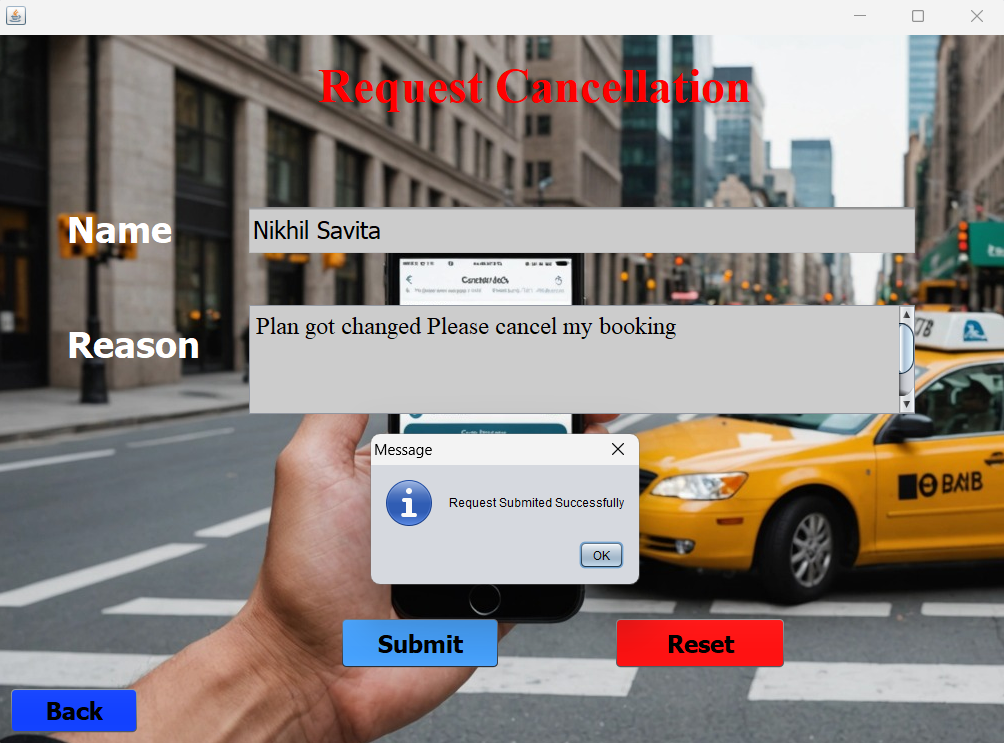 Request Cancellation
Name
Nikhil Savita
Reason
Plan got changed Please cancel my booking
Message
Request Submited Successfully
OK
Submit
Reset
Back